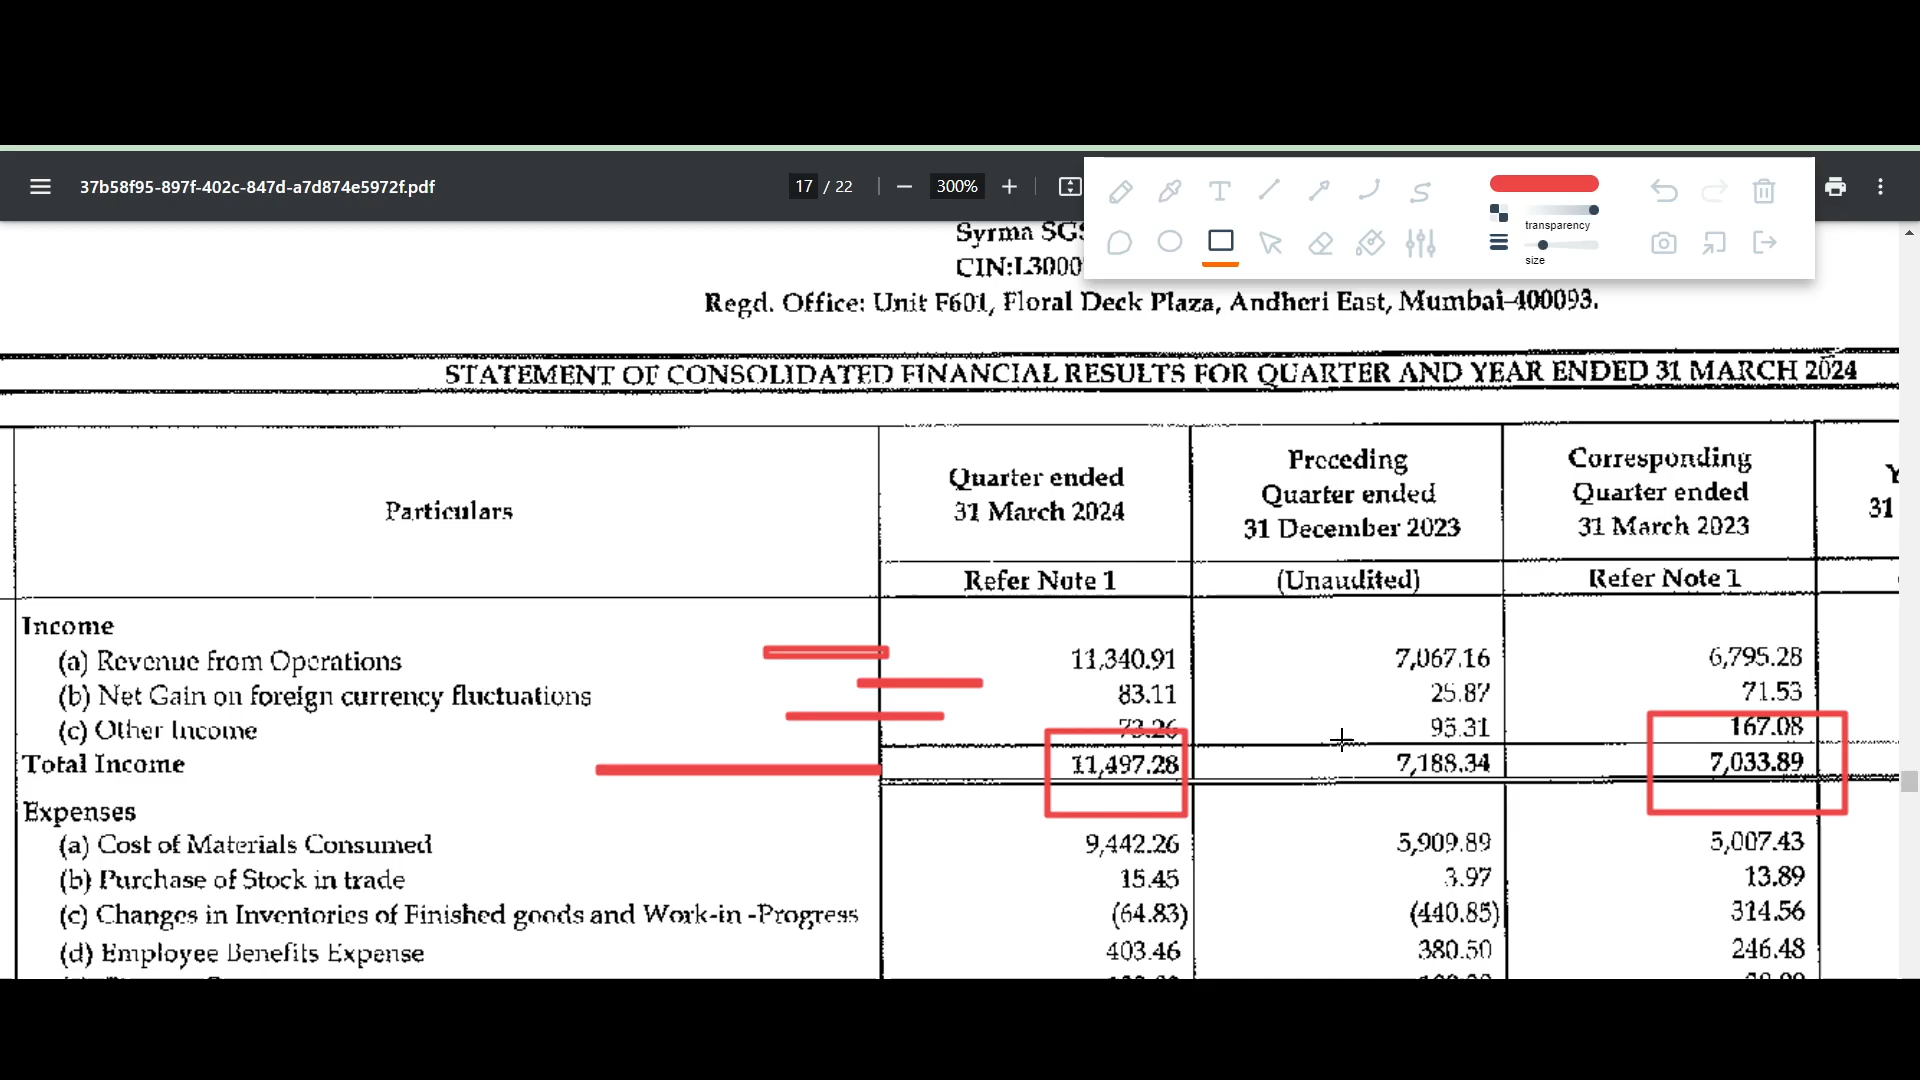 37b58f95-897f-402c-847d-a7d874e5972f.pdf
17 / 22
300%
transparency
size
Syrma SGS
CIN:L3000
Regd. Office: Unit F601, Floral Deck Plaza, Andheri East, Mumbai-400093.
STATEMENT OF CONSOLIDATED FINANCIAL RESULTS FOR QUARTER AND YEAR ENDED 31 MARCH 2024
Particulars
Quarter ended
31 March 2024
Preceding
Quarter ended
31 December 2023
Corresponding
Quarter ended
31 March 2023
Y
31
Refer Note 1 (Unaudited) Refer Note 1
Income
(a) Revenue from Operations 11,340.91 7,067.16 6,795.28
(b) Net Gain on foreign currency fluctuations 83.11 25.87 71.53
(c) Other Income 73.26 95.31 167.08
Total Income 11,497.28 7,188.34 7,033.89
Expenses
(a) Cost of Materials Consumed 9,442.26 5,909.89 5,007.43
(b) Purchase of Stock in trade 15.45 3.97 13.89
(c) Changes in Inventories of Finished goods and Work-in -Progress (64.83) (440.85) 314.56
(d) Employee Benefits Expense 403.46 380.50 246.48